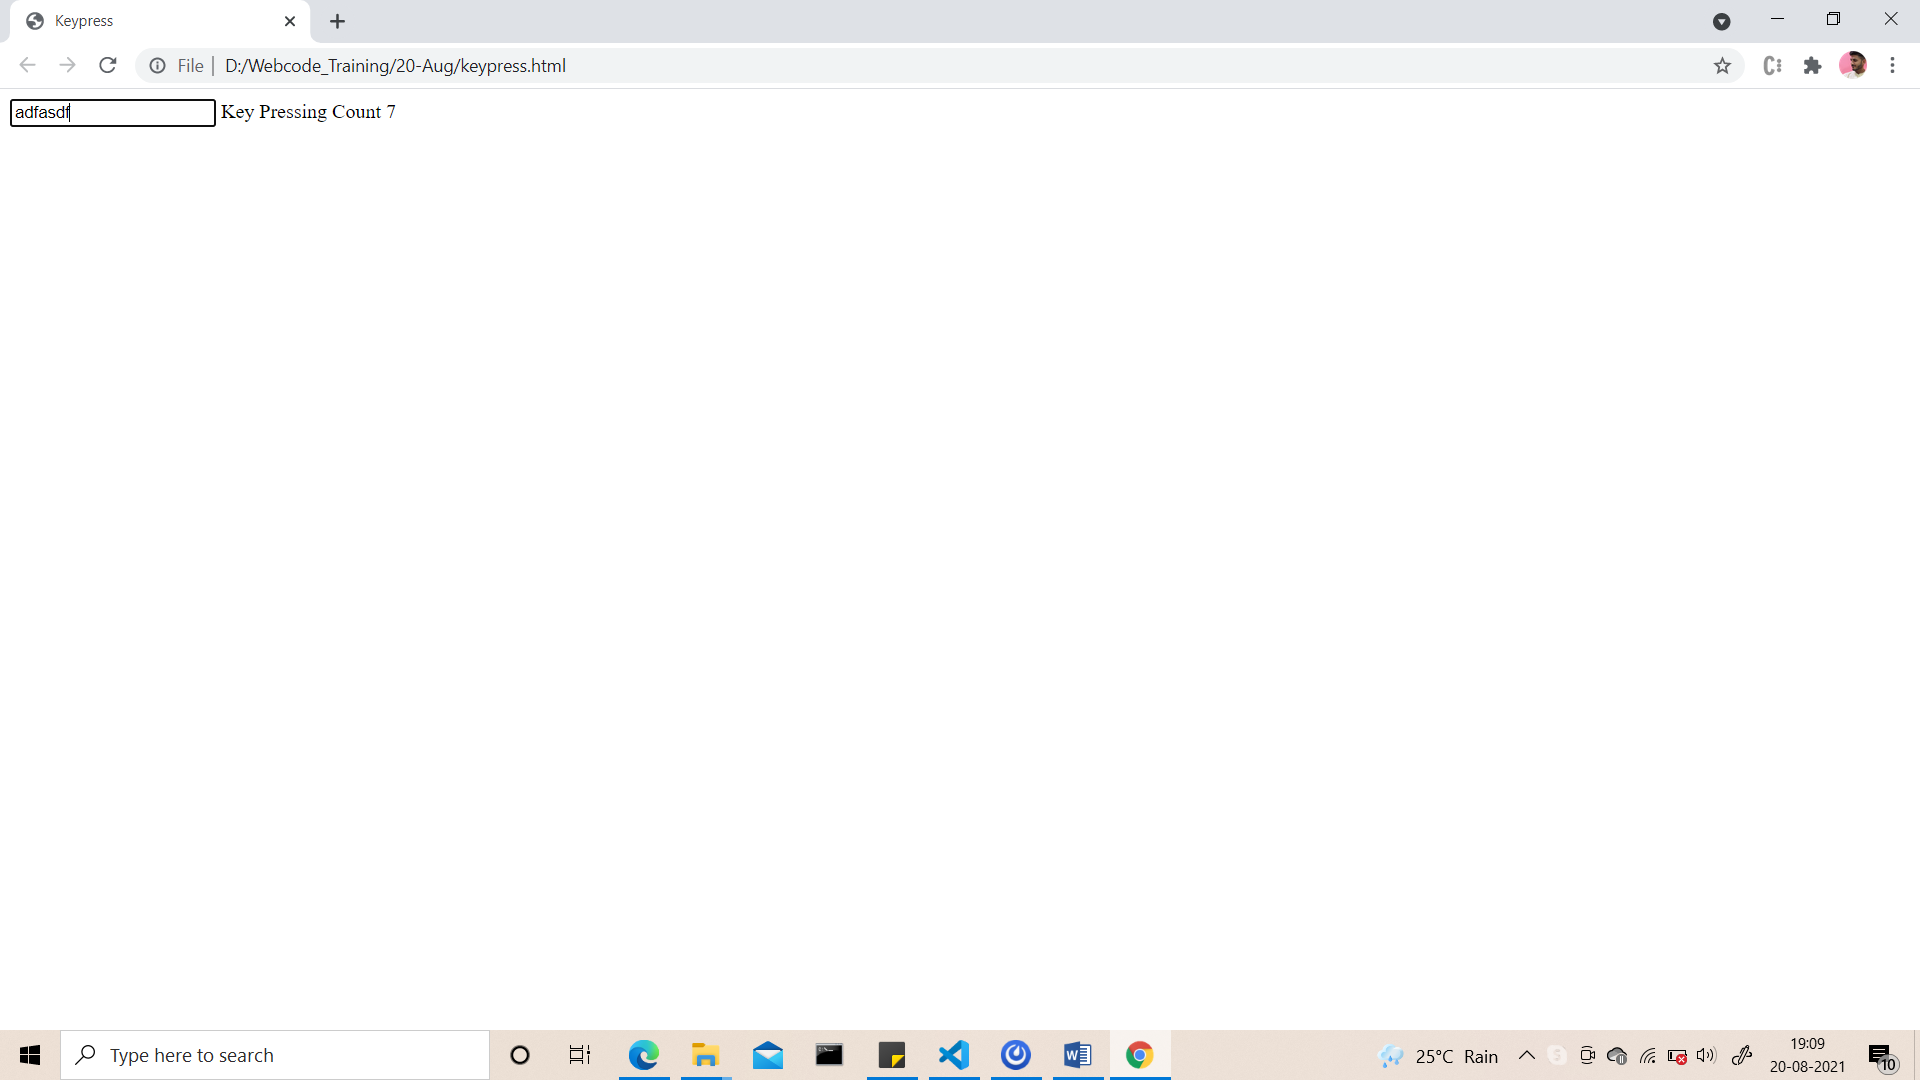 Keypress
File | D:/Webcode_Training/20-Aug/keypress.html
adfasdf Key Pressing Count 7
Type here to search
25°C Rain
19:09
20-08-2021
10